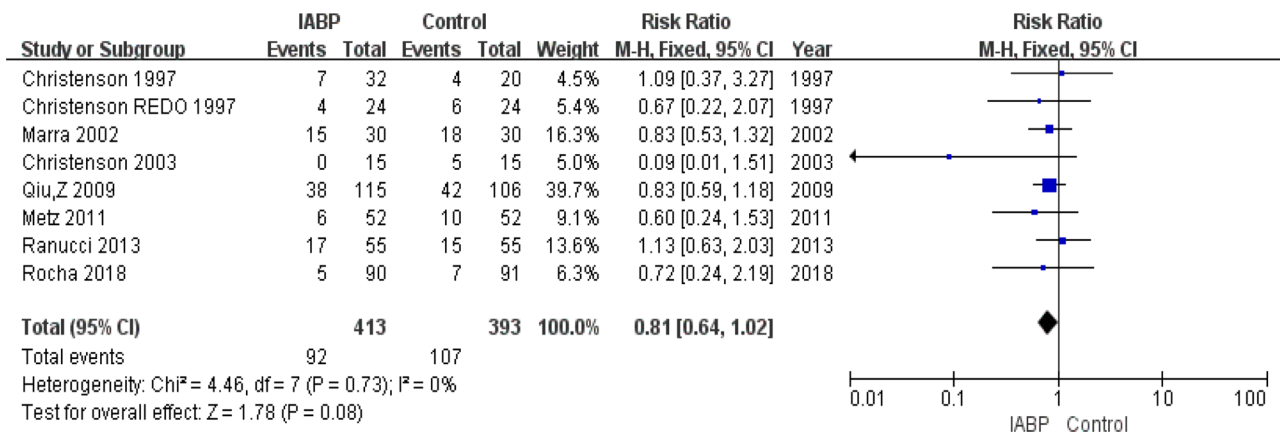 IABP Control Risk Ratio Risk Ratio
Study or Subgroup Events Total Events Total Weight M-H, Fixed, 95% CI Year M-H, Fixed, 95% CI
Christenson 1997 7 32 4 20 4.5% 1.09 [0.37, 3.27] 1997
Christenson REDO 1997 4 24 6 24 5.4% 0.67 [0.22, 2.07] 1997
Marra 2002 15 30 18 30 16.3% 0.83 [0.53, 1.32] 2002
Christenson 2003 0 15 5 15 5.0% 0.09 [0.01, 1.51] 2003
Qiu,Z 2009 38 115 42 106 39.7% 0.83 [0.59, 1.18] 2009
Metz 2011 6 52 10 52 9.1% 0.60 [0.24, 1.53] 2011
Ranucci 2013 17 55 15 55 13.6% 1.13 [0.63, 2.03] 2013
Rocha 2018 5 90 7 91 6.3% 0.72 [0.24, 2.19] 2018
Total (95% CI) 413 393 100.0% 0.81 [0.64, 1.02]
Total events 92 107
Heterogeneity: Chi² = 4.46, df = 7 (P = 0.73); I² = 0%
Test for overall effect: Z = 1.78 (P = 0.08)
0.01 0.1 1 10 100
IABP Control